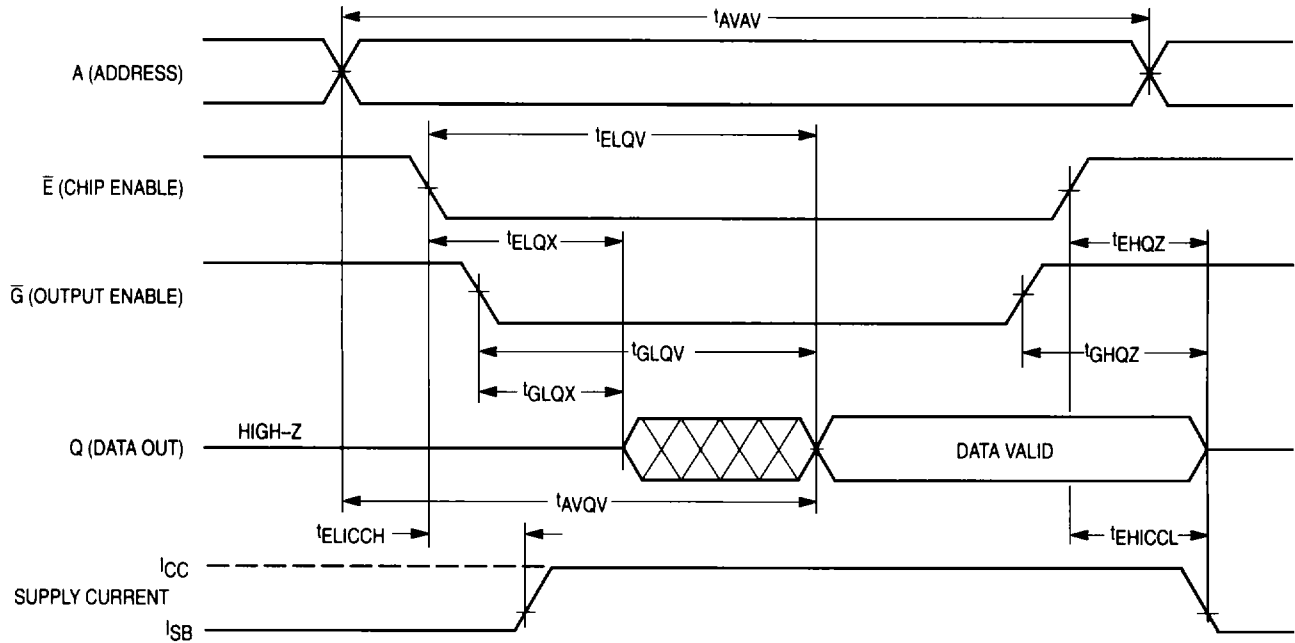 tAVAV
A (ADDRESS)
tELQV
E̅ (CHIP ENABLE)
tELQX
tEHQZ
G̅ (OUTPUT ENABLE)
tGLQV
tGHQZ
tGLQX
HIGH–Z
Q (DATA OUT)
DATA VALID
tAVQV
tELICCH
tEHICCL
ICC
SUPPLY CURRENT
ISB